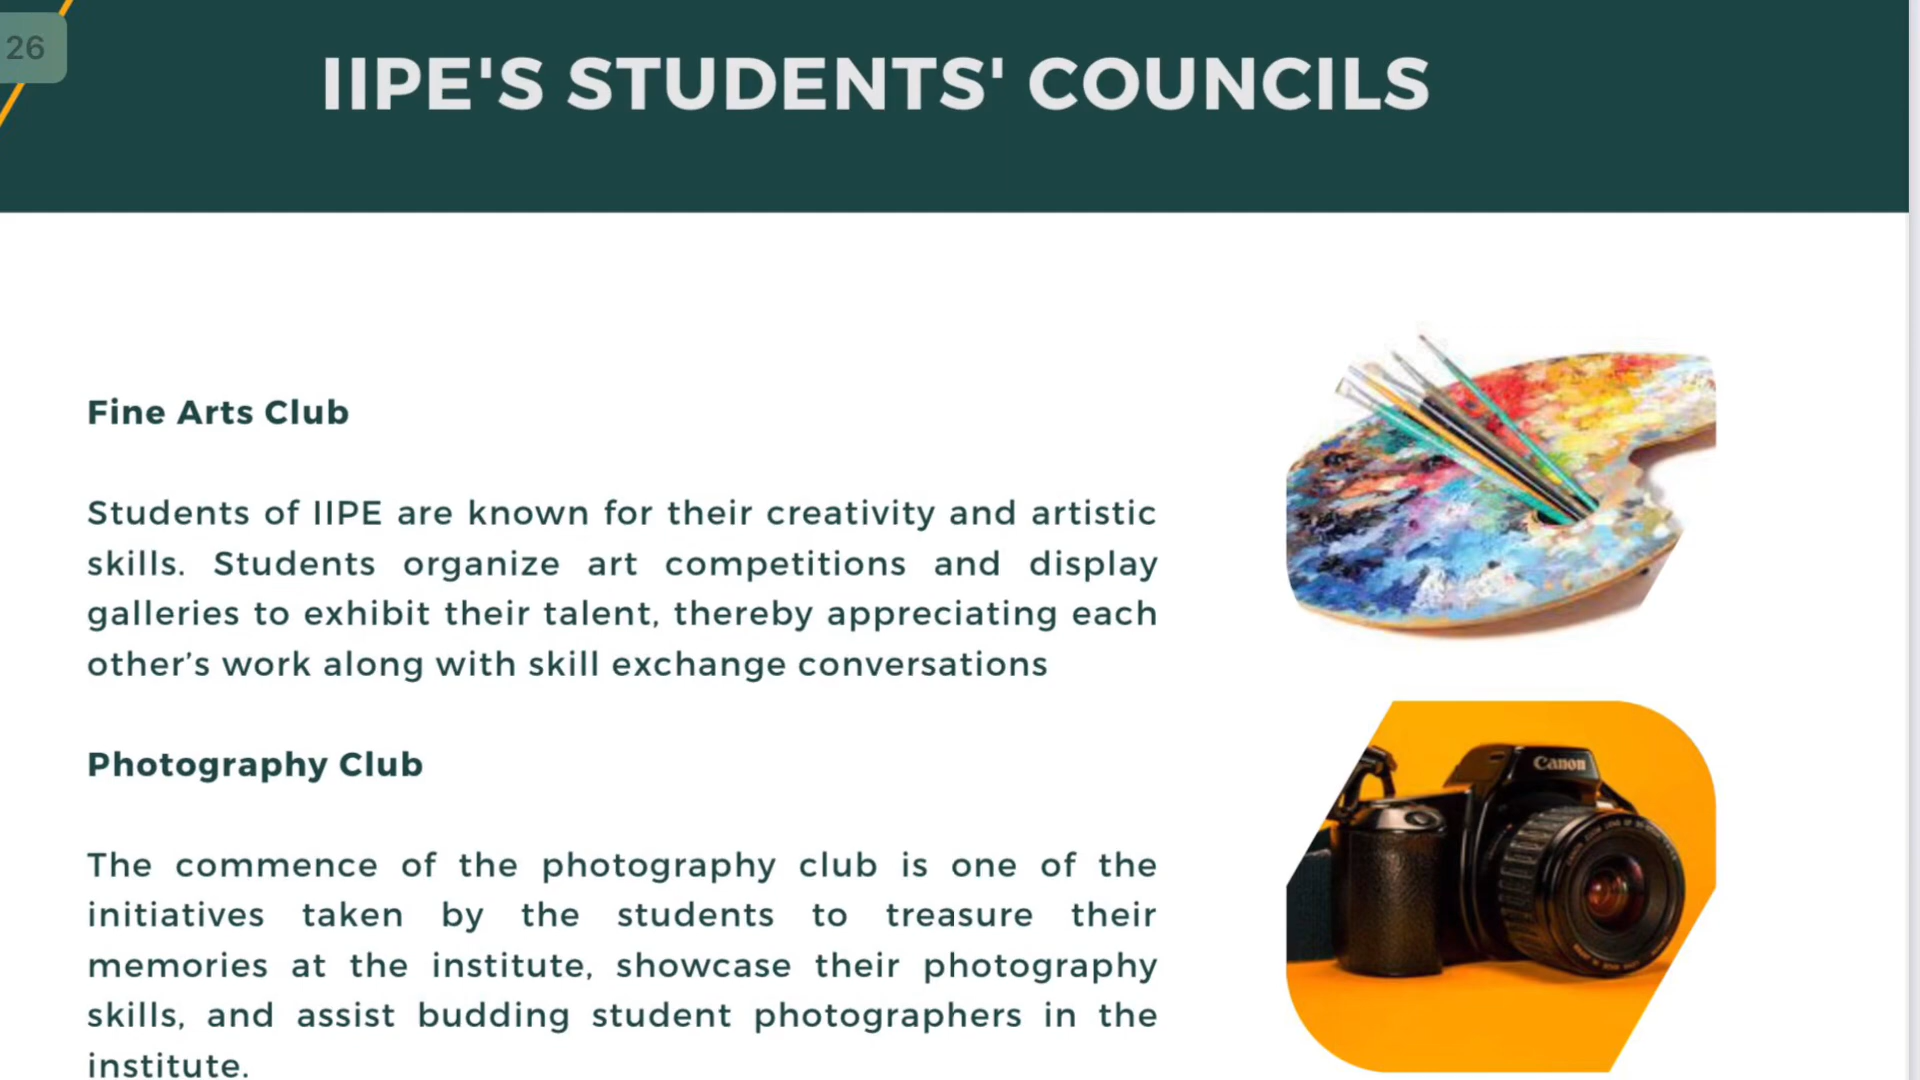 26
IIPE'S STUDENTS' COUNCILS
Fine Arts Club
Students of IIPE are known for their creativity and artistic
skills. Students organize art competitions and display
galleries to exhibit their talent, thereby appreciating each
other’s work along with skill exchange conversations
Photography Club
The commence of the photography club is one of the
initiatives taken by the students to treasure their
memories at the institute, showcase their photography
skills, and assist budding student photographers in the
institute.
Canon